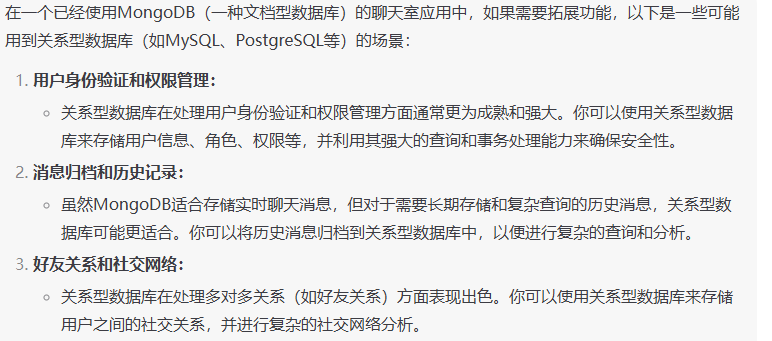 在一个已经使用MongoDB（一种文档型数据库）的聊天室应用中，如果需要拓展功能，以下是一些可能
用到关系型数据库（如MySQL、PostgreSQL等）的场景：
1. 用户身份验证和权限管理：
○ 关系型数据库在处理用户身份验证和权限管理方面通常更为成熟和强大。你可以使用关系型数据
库来存储用户信息、角色、权限等，并利用其强大的查询和事务处理能力来确保安全性。
2. 消息归档和历史记录：
○ 虽然MongoDB适合存储实时聊天消息，但对于需要长期存储和复杂查询的历史消息，关系型数
据库可能更适合。你可以将历史消息归档到关系型数据库中，以便进行复杂的查询和分析。
3. 好友关系和社交网络：
○ 关系型数据库在处理多对多关系（如好友关系）方面表现出色。你可以使用关系型数据库来存储
用户之间的社交关系，并进行复杂的社交网络分析。